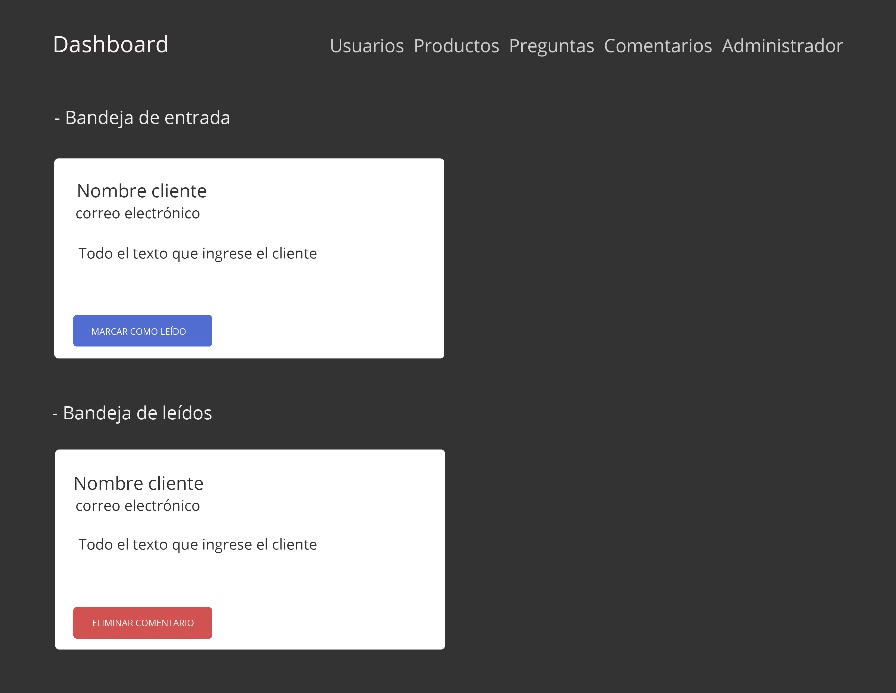 Dashboard
Usuarios Productos Preguntas Comentarios Administrador
- Bandeja de entrada
Nombre cliente
correo electrónico
Todo el texto que ingrese el cliente
MARCAR COMO LEÍDO
- Bandeja de leídos
Nombre cliente
correo electrónico
Todo el texto que ingrese el cliente
ELIMINAR COMENTARIO